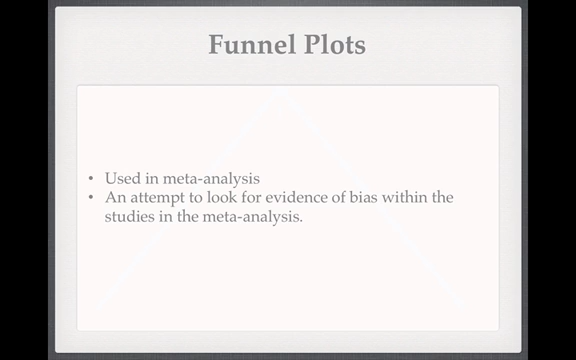 Funnel Plots
• Used in meta-analysis
• An attempt to look for evidence of bias within the
studies in the meta-analysis.